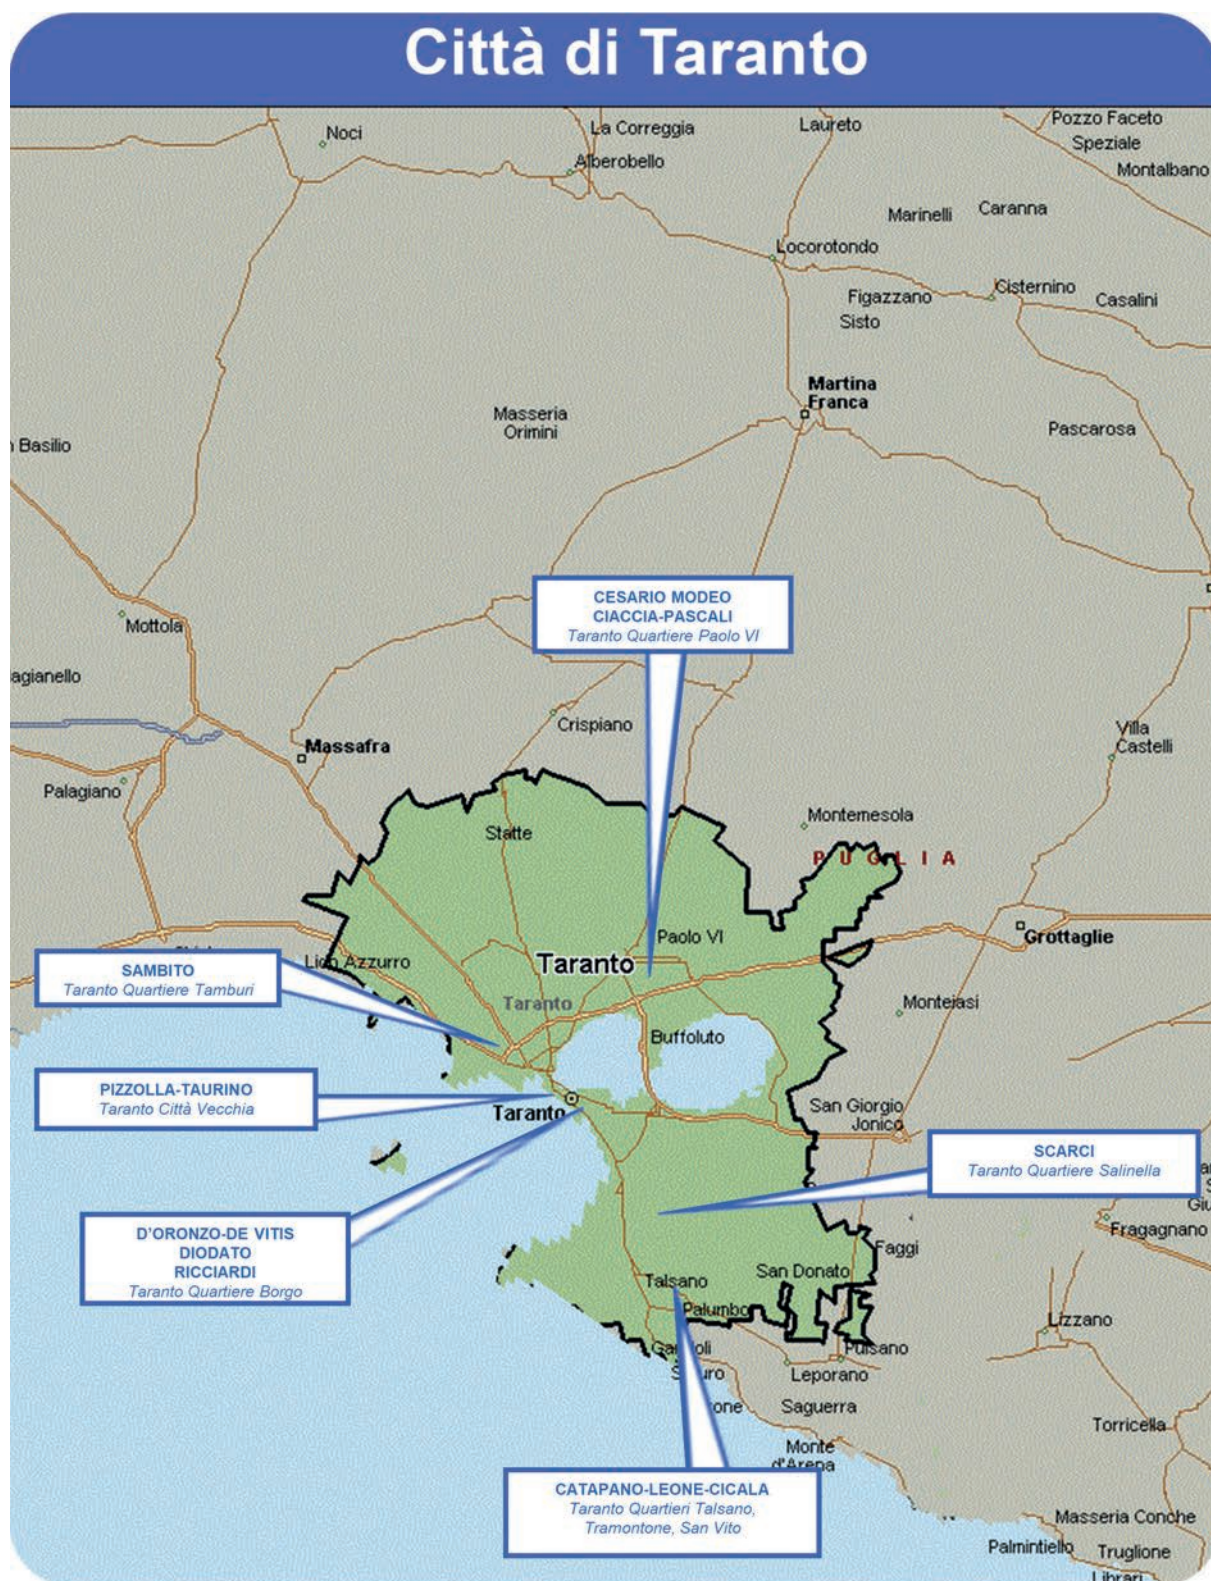 Città di Taranto
Noci
La Correggia
Laureto
Pozzo Faceto
Speziale
Montalbano
Alberobello
Marinelli
Caranna
Locorotondo
Cisternino
Figazzano
Casalini
Sisto
Martina
Franca
Masseria
Orimini
Pascarosa
Basilio
CESARIO MODEO
CIACCIA-PASCALI
Taranto Quartiere Paolo VI
Mottola
agianello
Crispiano
Villa
Castelli
Massafra
Palagiano
Statte
Montemesola
PUGLIA
Paolo VI
Grottaglie
Lido Azzurro
Taranto
SAMBITO
Taranto Quartiere Tamburi
Taranto
Monteiasi
Buffoluto
PIZZOLLA-TAURINO
Taranto Città Vecchia
Taranto
San Giorgio
Jonico
SCARCI
Taranto Quartiere Salinella
D'ORONZO-DE VITIS
DIODATO
RICCIARDI
Taranto Quartiere Borgo
Fragagnano
Faggi
Talsano
San Donato
Palumbo
Lizzano
Pulsano
Leporano
Saguerra
Torricella
Monte
d'Arena
CATAPANO-LEONE-CICALA
Taranto Quartieri Talsano,
Tramontone, San Vito
Masseria Conche
Palmintiello
Truglione
Librari